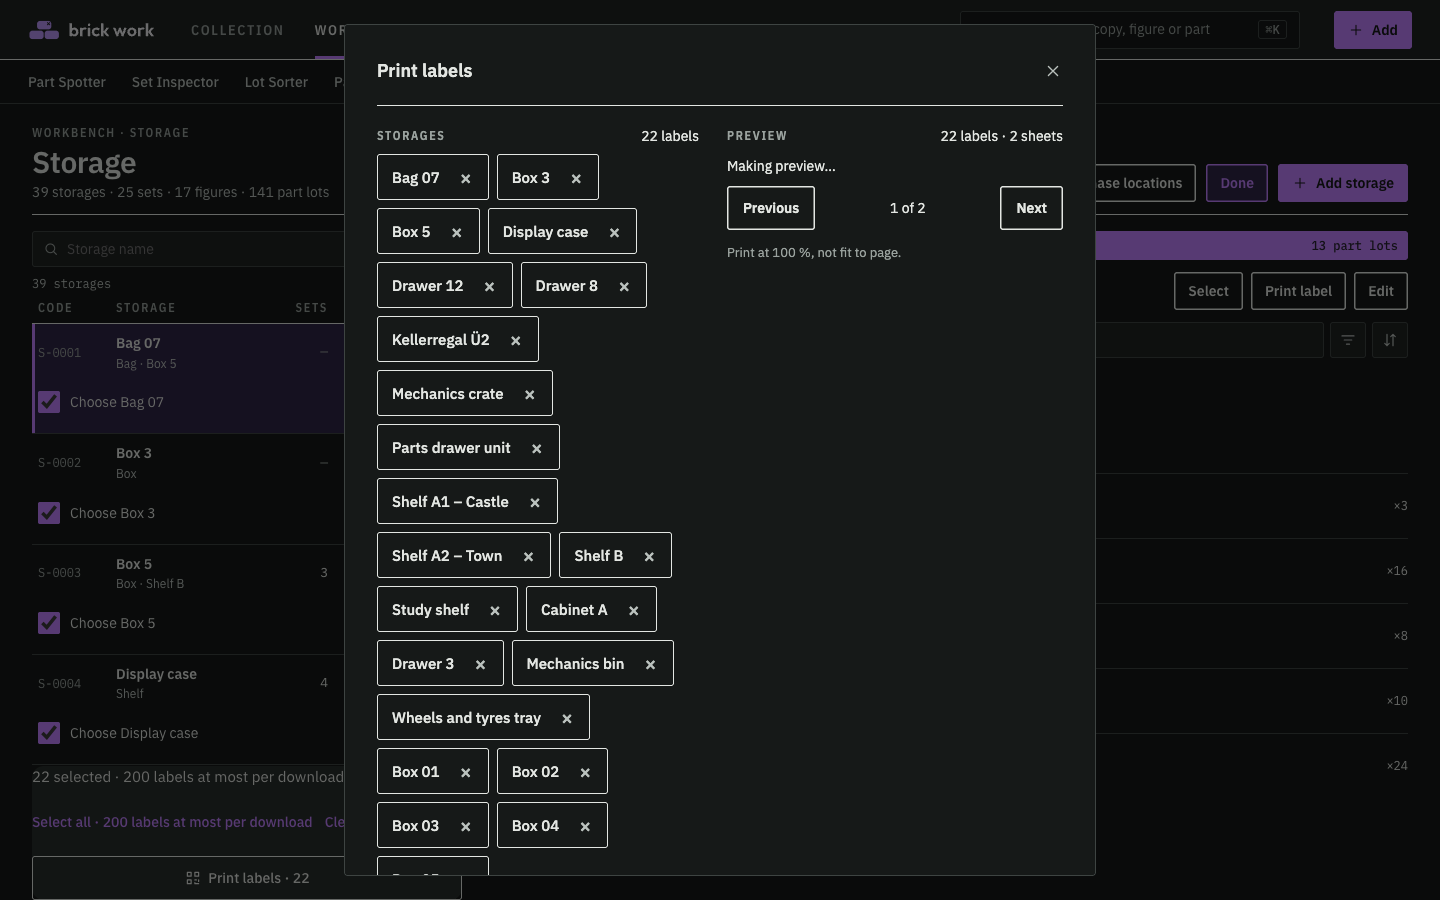 brick work
COLLECTION
copy, figure or part
⌘K
+ Add
Part Spotter
Set Inspector
Lot Sorter
WORKBENCH · STORAGE
Storage
39 storages · 25 sets · 17 figures · 141 part lots
Done
+ Add storage
Storage name
13 part lots
39 storages
CODE STORAGE SETS
Select
Print label
Edit
S-0001 Bag 07 –
Bag · Box 5
Choose Bag 07
S-0002 Box 3 –
Box
Choose Box 3
S-0003 Box 5 3
Box · Shelf B
Choose Box 5
S-0004 Display case 4
Shelf
Choose Display case
22 selected · 200 labels at most per download
Select all · 200 labels at most per download
Print labels · 22
Print labels
STORAGES 22 labels
Bag 07
Box 3
Box 5
Display case
Drawer 12
Drawer 8
Kellerregal Ü2
Mechanics crate
Parts drawer unit
Shelf A1 – Castle
Shelf A2 – Town
Shelf B
Study shelf
Cabinet A
Drawer 3
Mechanics bin
Wheels and tyres tray
Box 01
Box 02
Box 03
Box 04
PREVIEW 22 labels · 2 sheets
Making preview...
Previous
1 of 2
Next
Print at 100 %, not fit to page.
locations
×3
×16
×8
×10
×24